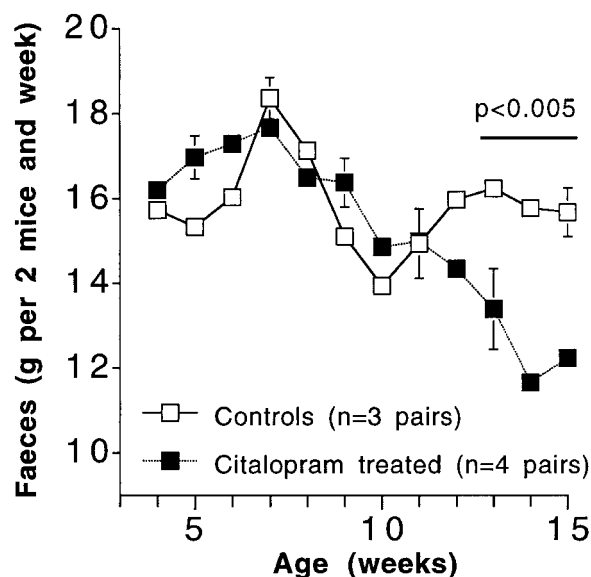 Faeces (g per 2 mice and week)
20
18
16
14
12
10
p<0.005
Controls (n=3 pairs)
Citalopram treated (n=4 pairs)
5
10
15
Age (weeks)